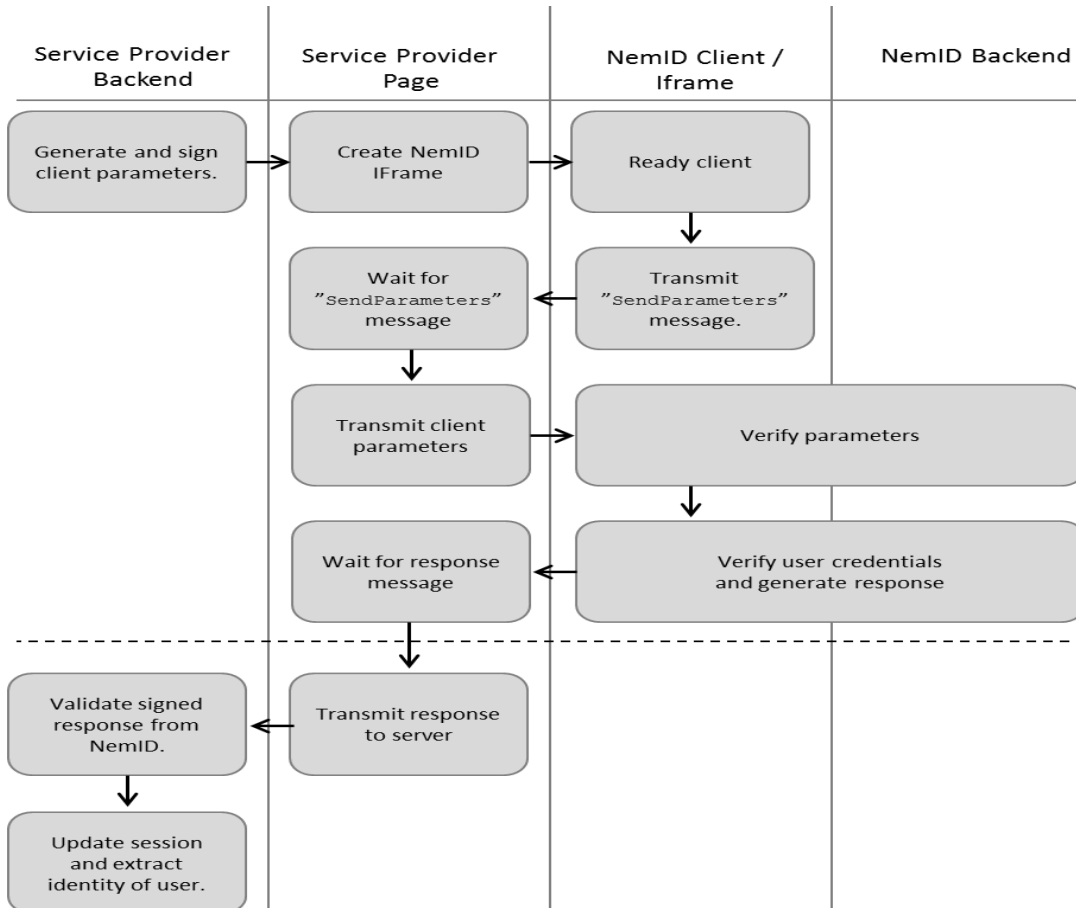 Service Provider
Backend
Service Provider
Page
NemID Client /
Iframe
NemID Backend
Generate and sign
client parameters.
Create NemID
IFrame
Ready client
Wait for
”SendParameters”
message
Transmit
”SendParameters”
message.
Transmit client
parameters
Verify parameters
Wait for response
message
Verify user credentials
and generate response
Validate signed
response from
NemID.
Transmit response
to server
Update session
and extract
identity of user.